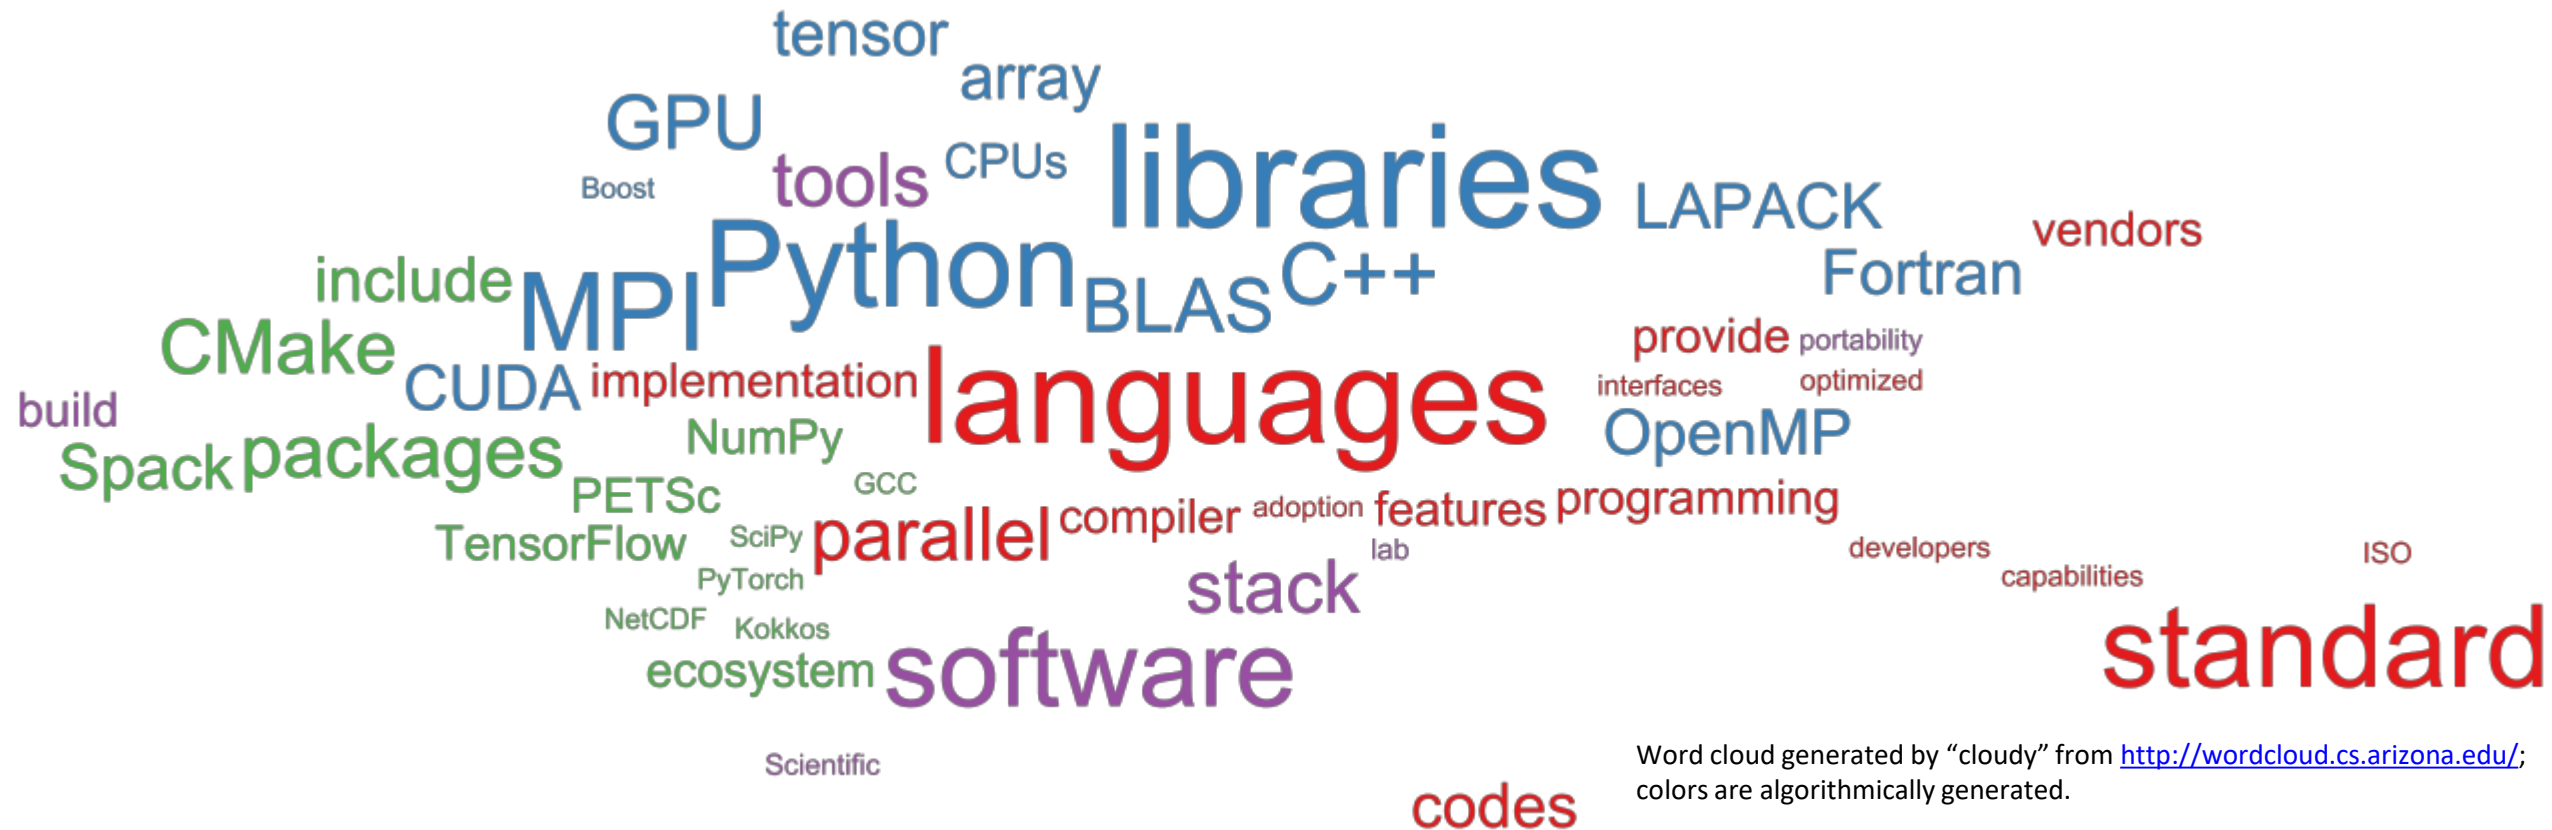 tensor
array
GPU
CPUs
libraries
tools
Boost
LAPACK
vendors
Python
C++
Fortran
include
MPI
BLAS
CMake
provide
portability
CUDA
implementation
languages
interfaces
optimized
build
NumPy
OpenMP
Spack
packages
PETSc
GCC
compiler
adoption
features
programming
TensorFlow
SciPy
parallel
lab
developers
ISO
PyTorch
stack
capabilities
NetCDF
Kokkos
standard
ecosystem
software
Scientific
codes
Word cloud generated by “cloudy” from http://wordcloud.cs.arizona.edu/;
colors are algorithmically generated.